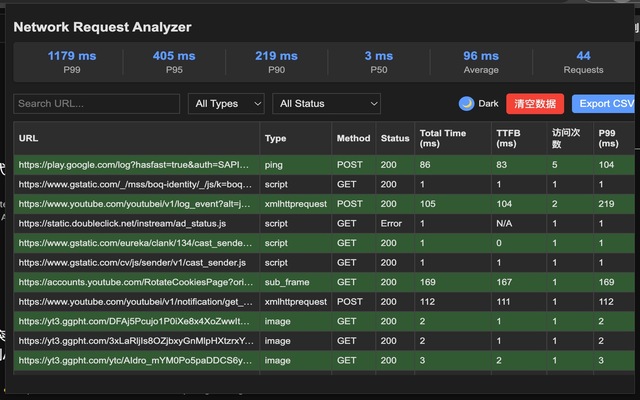 Network Request Analyzer
1179 ms 405 ms 219 ms 3 ms 96 ms 44
P99 P95 P90 P50 Average Requests
Search URL... All Types All Status Dark 清空数据 Export CSV
URL Type Method Status Total Time (ms) TTFB (ms) 访问次数 P99 (ms)
https://play.google.com/log?hasfast=true&auth=SAPI... ping POST 200 86 83 5 104
https://www.gstatic.com/_/mss/boq-identity/_/js/k=boq... script GET 200 1 1 1 1
https://www.youtube.com/youtubei/v1/log_event?alt=j... xmlhttprequest POST 200 105 104 2 219
https://static.doubleclick.net/instream/ad_status.js script GET Error 1 N/A 1 1
https://www.gstatic.com/eureka/clank/134/cast_sende... script GET 200 1 0 1 1
https://www.gstatic.com/cv/js/sender/v1/cast_sender.js script GET 200 1 1 1 1
https://accounts.youtube.com/RotateCookiesPage?ori... sub_frame GET 200 169 167 1 169
https://www.youtube.com/youtubei/v1/notification/get_... xmlhttprequest POST 200 112 111 1 112
https://yt3.ggpht.com/DFAj5Pcujo1P0iXe8x4XoZwwIt... image GET 200 2 1 1 2
https://yt3.ggpht.com/3xLaRljIs8OZjbxyGnMlpHXtzrxY... image GET 200 2 1 1 2
https://yt3.ggpht.com/ytc/AIdro_mYM0Po5paDDCS6y... image GET 200 3 2 1 3